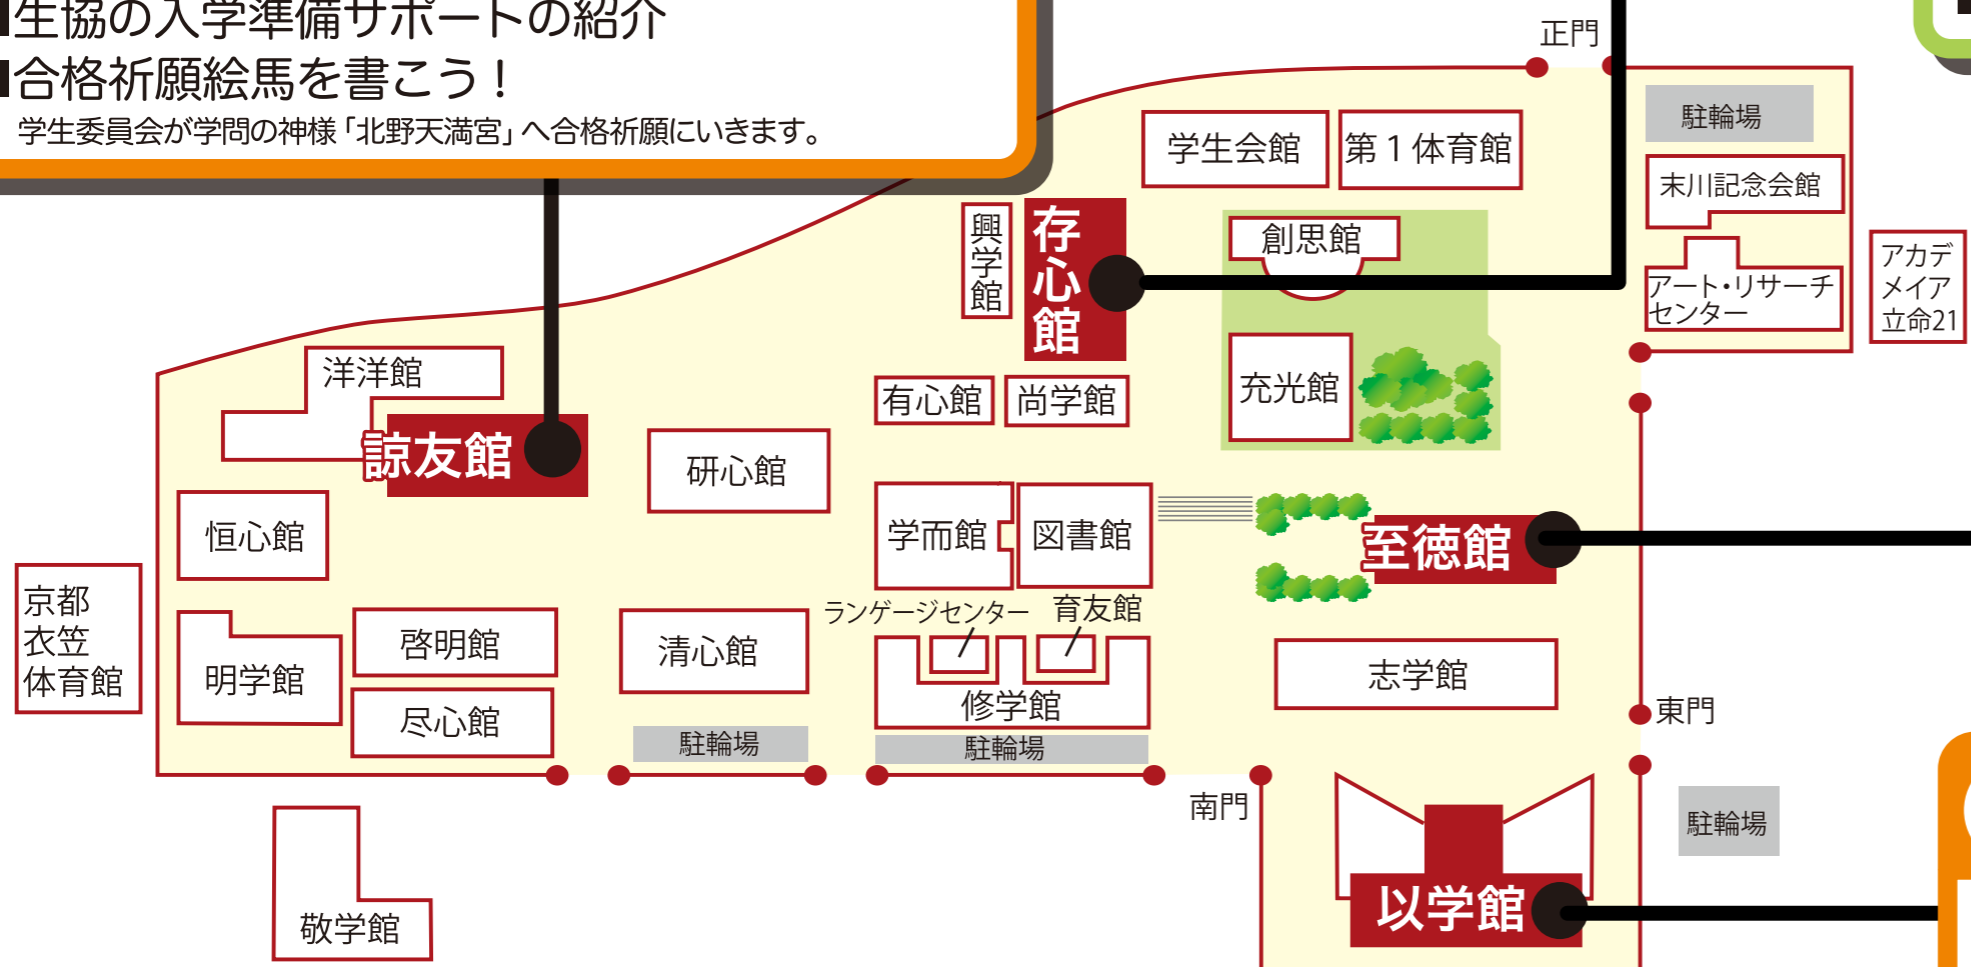 ■生協の入学準備サポートの紹介
■合格祈願絵馬を書こう！
学生委員会が学問の神様「北野天満宮」へ合格祈願にいきます。
正門
駐輪場
学生会館
第1体育館
末川記念会館
興学館
存心館
創思館
アカデ
メイア
立命21
アート・リサーチ
センター
洋洋館
有心館
尚学館
充光館
諒友館
研心館
恒心館
学而館
図書館
至徳館
京都
衣笠
体育館
ランゲージセンター
育友館
啓明館
清心館
明学館
志学館
修学館
尽心館
東門
駐輪場
駐輪場
南門
駐輪場
以学館
敬学館